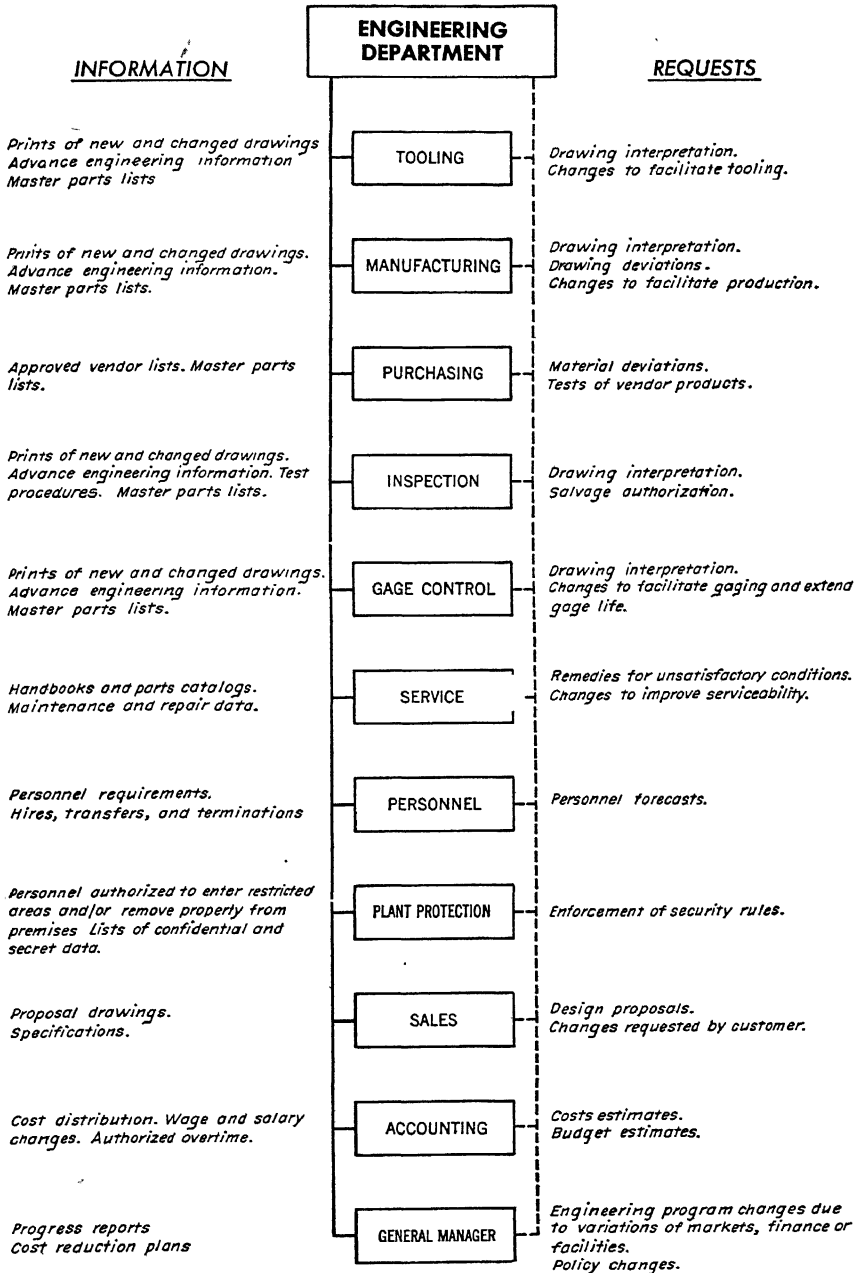 ENGINEERING
DEPARTMENT
INFORMATION
REQUESTS
Prints of new and changed drawings
Advance engineering information
Master parts lists
TOOLING
Drawing interpretation.
Changes to facilitate tooling.
Prints of new and changed drawings.
Advance engineering information.
Master parts lists.
MANUFACTURING
Drawing interpretation.
Drawing deviations.
Changes to facilitate production.
Approved vendor lists. Master parts
lists.
PURCHASING
Material deviations.
Tests of vendor products.
Prints of new and changed drawings.
Advance engineering information. Test
procedures. Master parts lists.
INSPECTION
Drawing interpretation.
Salvage authorization.
Prints of new and changed drawings.
Advance engineering information.
Master parts lists.
GAGE CONTROL
Drawing interpretation.
Changes to facilitate gaging and extend
gage life.
Handbooks and parts catalogs.
Maintenance and repair data.
SERVICE
Remedies for unsatisfactory conditions.
Changes to improve serviceability.
Personnel requirements.
Hires, transfers, and terminations
PERSONNEL
Personnel forecasts.
Personnel authorized to enter restricted
areas and/or remove property from
premises Lists of confidential and
secret data.
PLANT PROTECTION
Enforcement of security rules.
Proposal drawings.
Specifications.
SALES
Design proposals.
Changes requested by customer.
Cost distribution. Wage and salary
changes. Authorized overtime.
ACCOUNTING
Costs estimates.
Budget estimates.
Progress reports
Cost reduction plans
GENERAL MANAGER
Engineering program changes due
to variations of markets, finance or
facilities.
Policy changes.